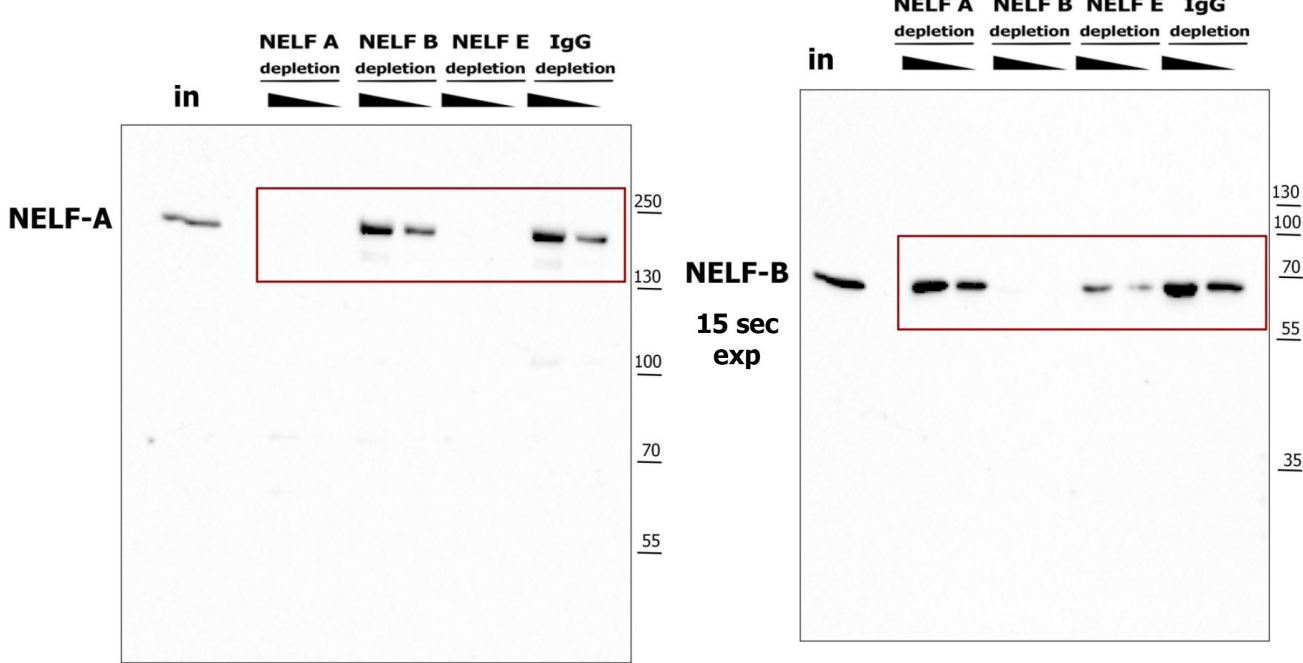 NELF A NELF B NELF E IgG
depletion depletion depletion depletion
in
NELF-A
250
130
100
70
55
NELF A NELF B NELF E IgG
depletion depletion depletion depletion
in
NELF-B
15 sec
exp
130
100
70
55
35